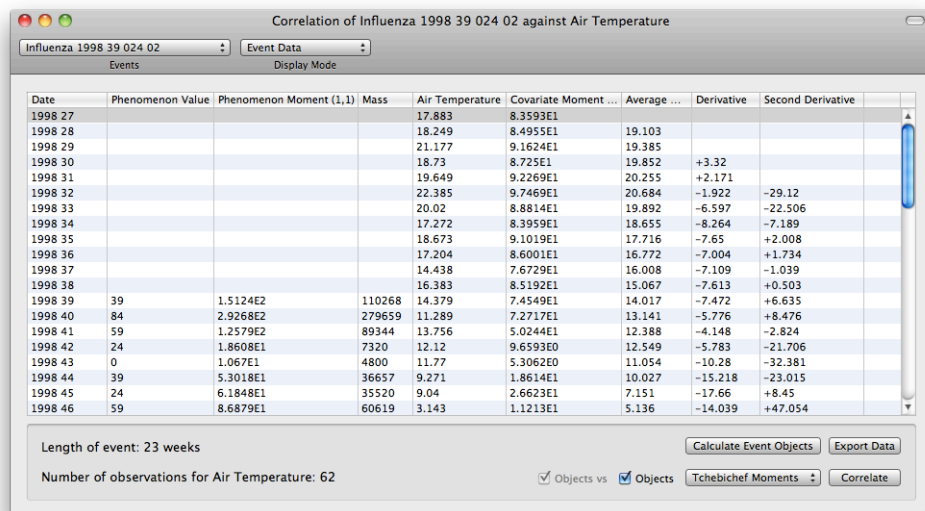 Correlation of Influenza 1998 39 024 02 against Air Temperature
Influenza 1998 39 024 02 Event Data
Events Display Mode
Date Phenomenon Value Phenomenon Moment (1,1) Mass Air Temperature Covariate Moment ... Average ... Derivative Second Derivative
1998 27 17.883 8.3593E1
1998 28 18.249 8.4955E1 19.103
1998 29 21.177 9.1624E1 19.385
1998 30 18.73 8.725E1 19.852 +3.32
1998 31 19.649 9.2269E1 20.255 +2.171
1998 32 22.385 9.7469E1 20.684 -1.922 -29.12
1998 33 20.02 8.8814E1 19.892 -6.597 -22.506
1998 34 17.272 8.3959E1 18.655 -8.264 -7.189
1998 35 18.673 9.1019E1 17.716 -7.65 +2.008
1998 36 17.204 8.6001E1 16.772 -7.004 +1.734
1998 37 14.438 7.6729E1 16.008 -7.109 -1.039
1998 38 16.383 8.5192E1 15.067 -7.613 +0.503
1998 39 39 1.5124E2 110268 14.379 7.4549E1 14.017 -7.472 +6.635
1998 40 84 2.9268E2 279659 11.289 7.2717E1 13.141 -5.776 +8.476
1998 41 59 1.2579E2 89344 13.756 5.0244E1 12.388 -4.148 -2.824
1998 42 24 1.8608E1 7320 12.12 9.6593E0 12.549 -5.783 -21.706
1998 43 0 1.067E1 4800 11.77 5.3062E0 11.054 -10.28 -32.381
1998 44 39 5.3018E1 36657 9.271 1.8614E1 10.027 -15.218 -23.015
1998 45 24 6.1848E1 35520 9.04 2.6623E1 7.151 -17.66 +8.45
1998 46 59 8.6879E1 60619 3.143 1.1213E1 5.136 -14.039 +47.054
Length of event: 23 weeks Calculate Event Objects Export Data
Number of observations for Air Temperature: 62 Objects vs Objects Tchebichef Moments Correlate